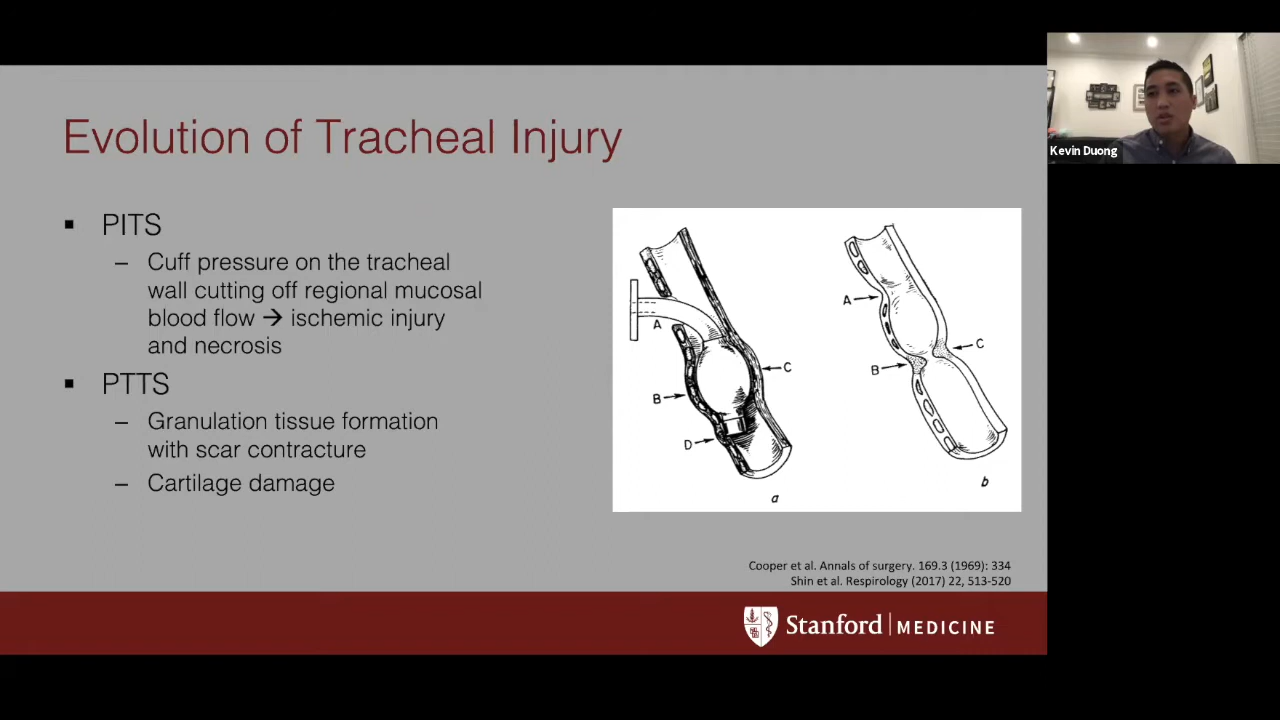 Evolution of Tracheal Injury
▪ PITS
– Cuff pressure on the tracheal
wall cutting off regional mucosal
blood flow → ischemic injury
and necrosis
▪ PTTS
– Granulation tissue formation
with scar contracture
– Cartilage damage
A
B
C
D
a
A
B
C
b
Cooper et al. Annals of surgery. 169.3 (1969): 334
Shin et al. Respirology (2017) 22, 513-520
Stanford | MEDICINE
Kevin Duong